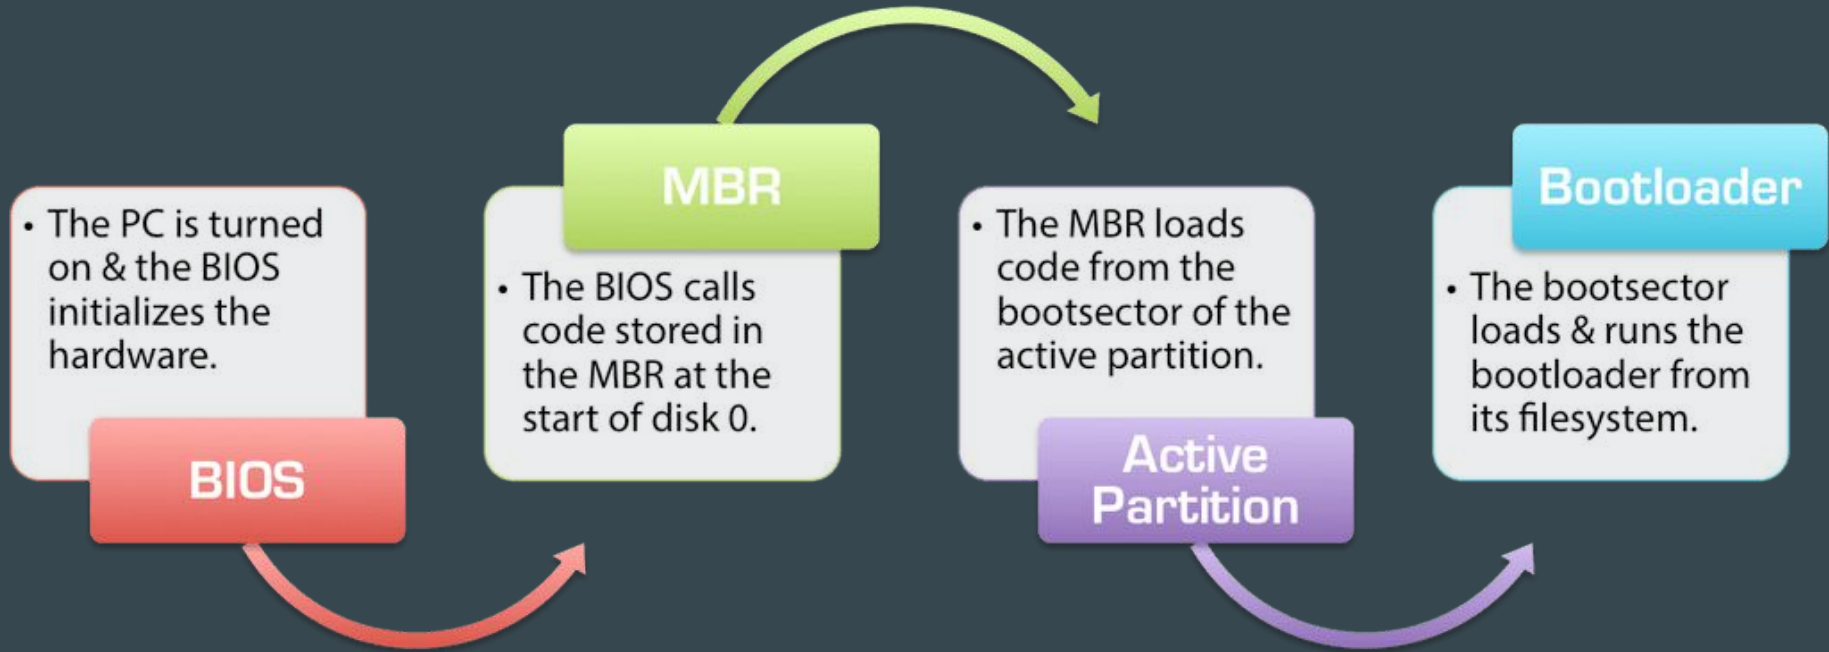 • The PC is turned
on & the BIOS
initializes the
hardware.
BIOS
MBR
• The BIOS calls
code stored in
the MBR at the
start of disk 0.
• The MBR loads
code from the
bootsector of the
active partition.
Active
Partition
Bootloader
• The bootsector
loads & runs the
bootloader from
its filesystem.